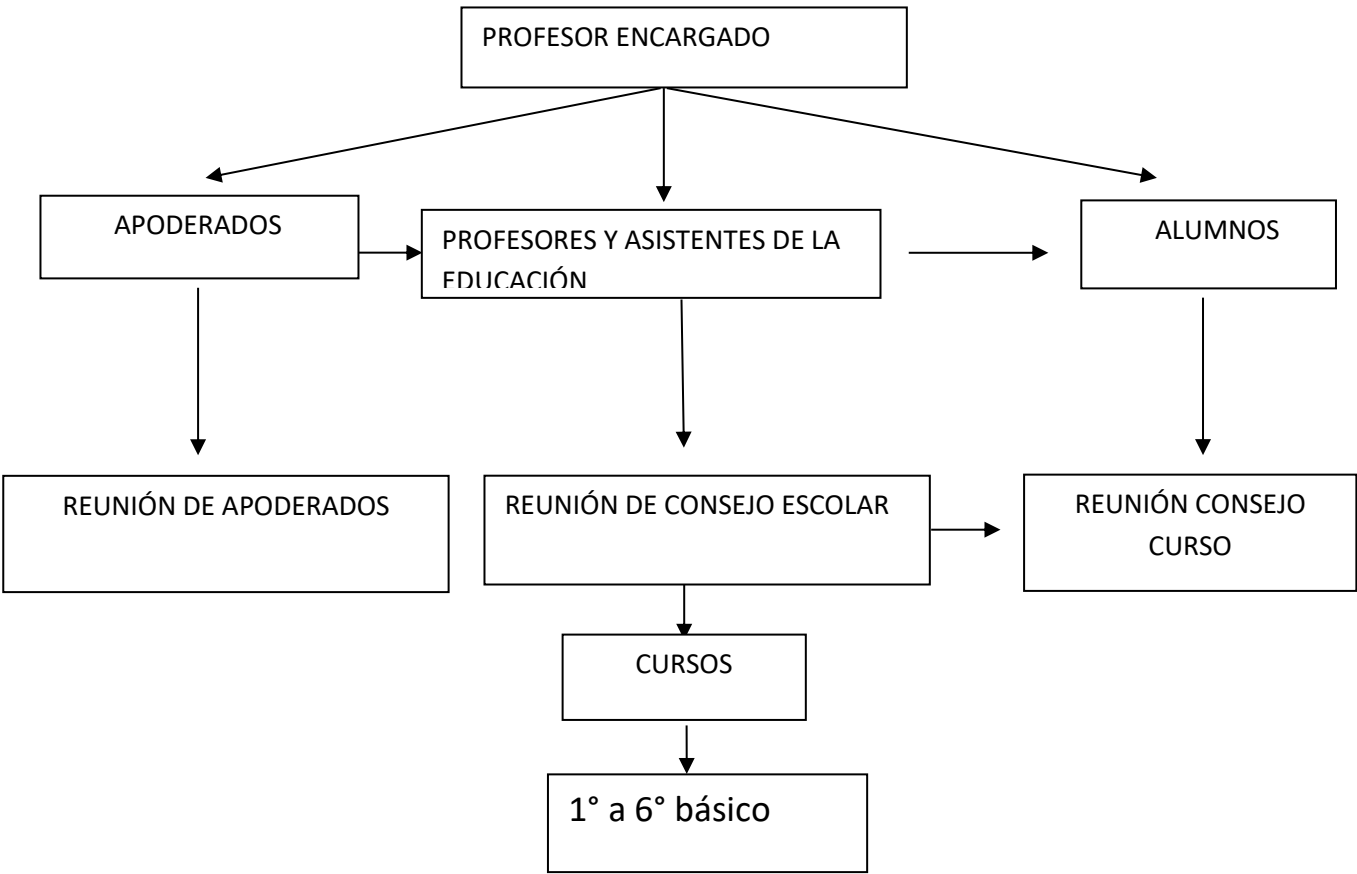 PROFESOR ENCARGADO
APODERADOS
PROFESORES Y ASISTENTES DE LA
EDUCACIÓN
ALUMNOS
REUNIÓN DE APODERADOS
REUNIÓN DE CONSEJO ESCOLAR
REUNIÓN CONSEJO
CURSO
CURSOS
1° a 6° básico